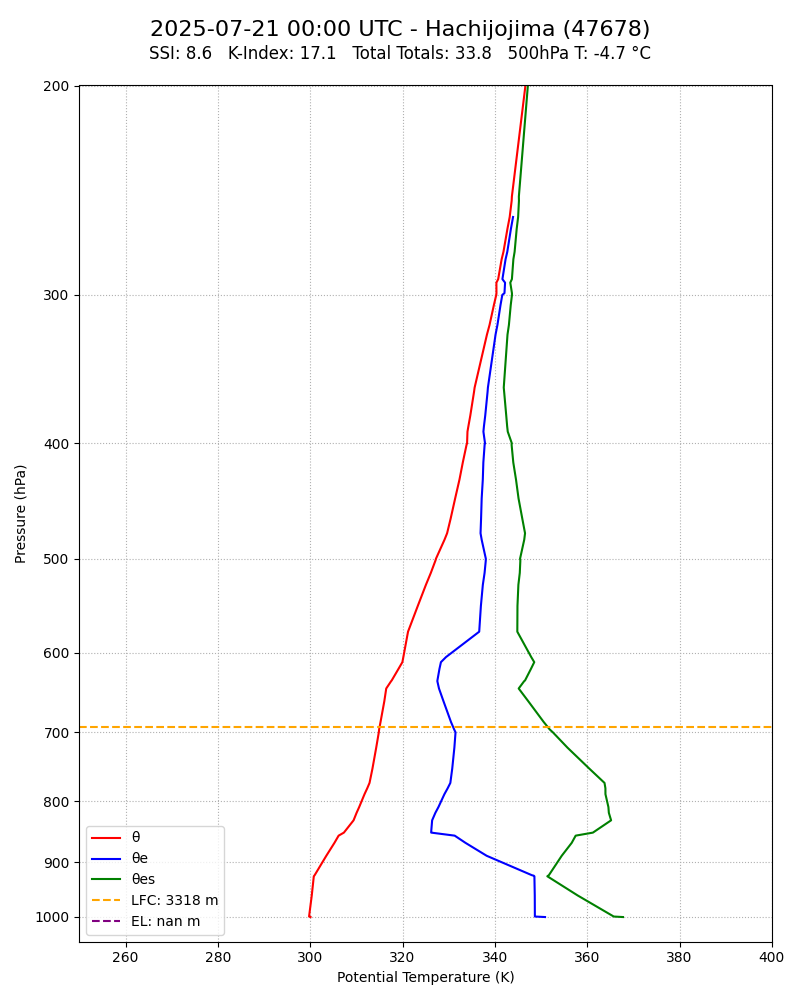 2025-07-21 00:00 UTC - Hachijojima (47678)
SSI: 8.6   K-Index: 17.1   Total Totals: 33.8   500hPa T: -4.7 °C
Pressure (hPa)
200
300
400
500
600
700
800
900
1000
θ
θe
θes
LFC: 3318 m
EL: nan m
260 280 300 320 340 360 380 400
Potential Temperature (K)